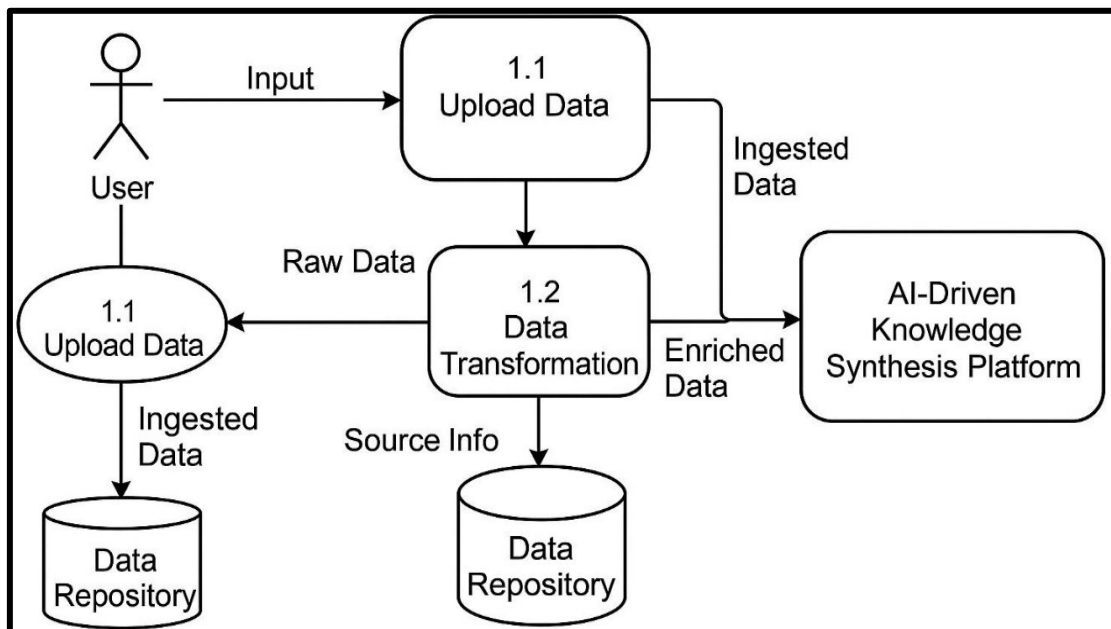 Input
1.1
Upload Data
User
Ingested
Data
Raw Data
1.1
Upload Data
1.2
Data
Transformation
Enriched
Data
AI-Driven
Knowledge
Synthesis Platform
Ingested
Data
Source Info
Data
Repository
Data
Repository